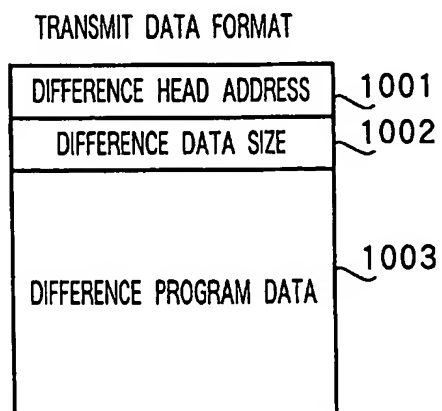 TRANSMIT DATA FORMAT
DIFFERENCE HEAD ADDRESS 1001
DIFFERENCE DATA SIZE 1002
DIFFERENCE PROGRAM DATA 1003